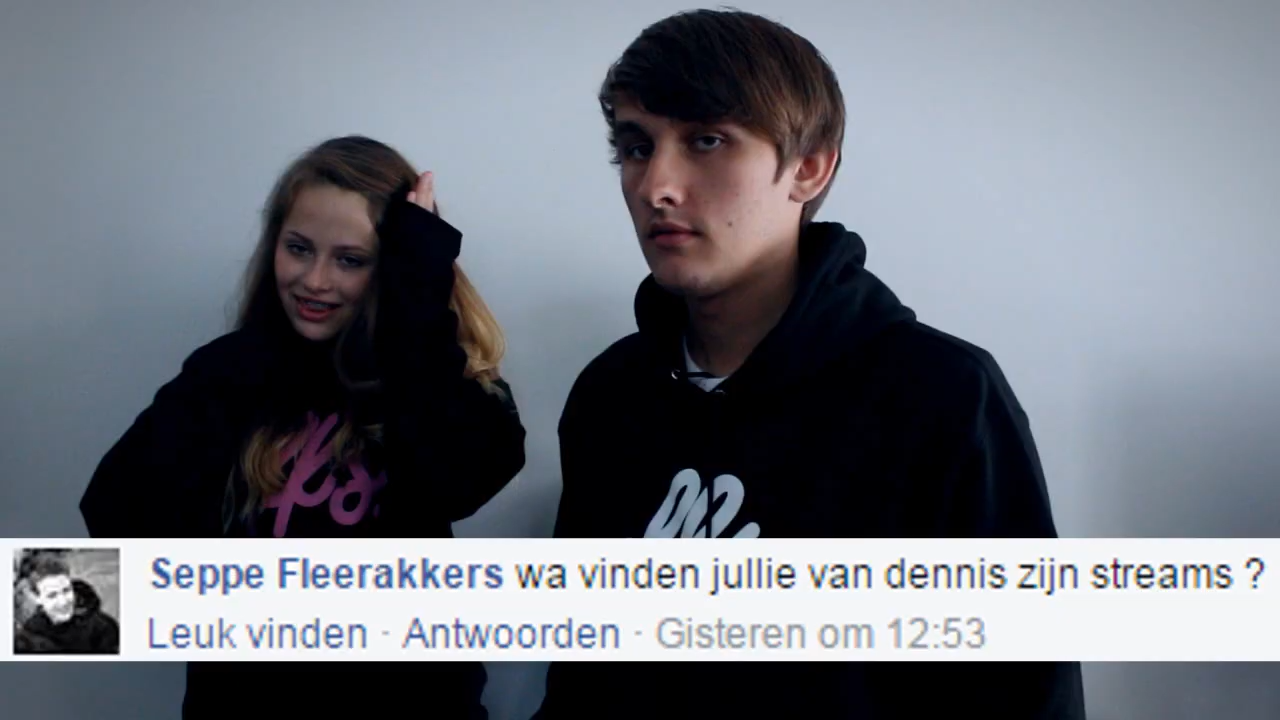 Seppe Fleerakkers wa vinden jullie van dennis zijn streams ?
Leuk vinden · Antwoorden · Gisteren om 12:53